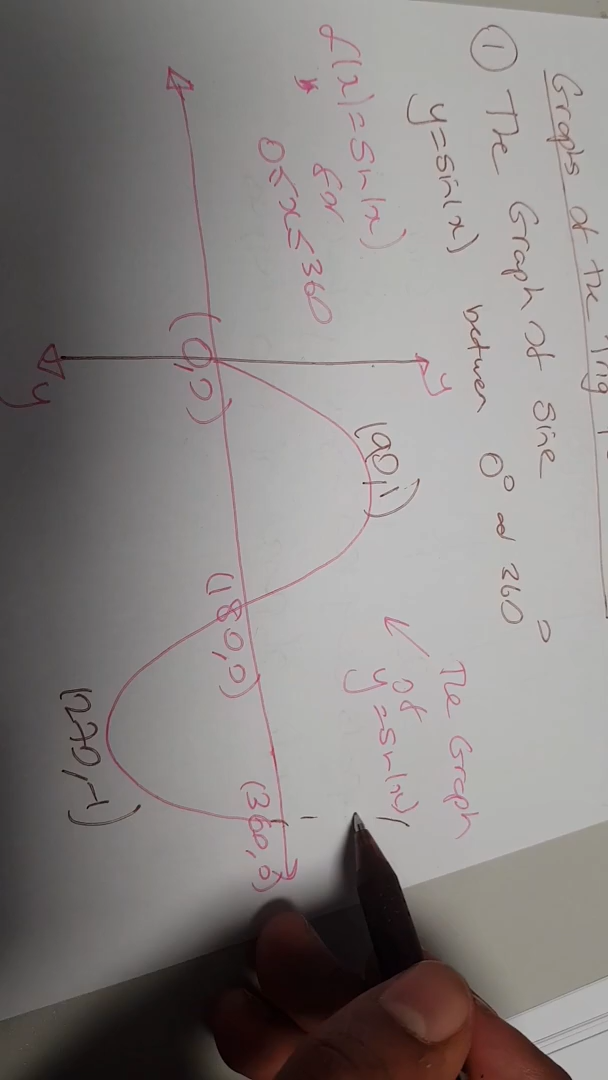 Graphs of the Trig
① The Graph of Sine
y=sin(x) between 0° and 360°
f(x)=Sin(x)
for
0≤x≤360
y
(90,1)
The Graph
of
y=Sin(x)
(0,0)
(180,0)
(360,0)
(270,-1)
y